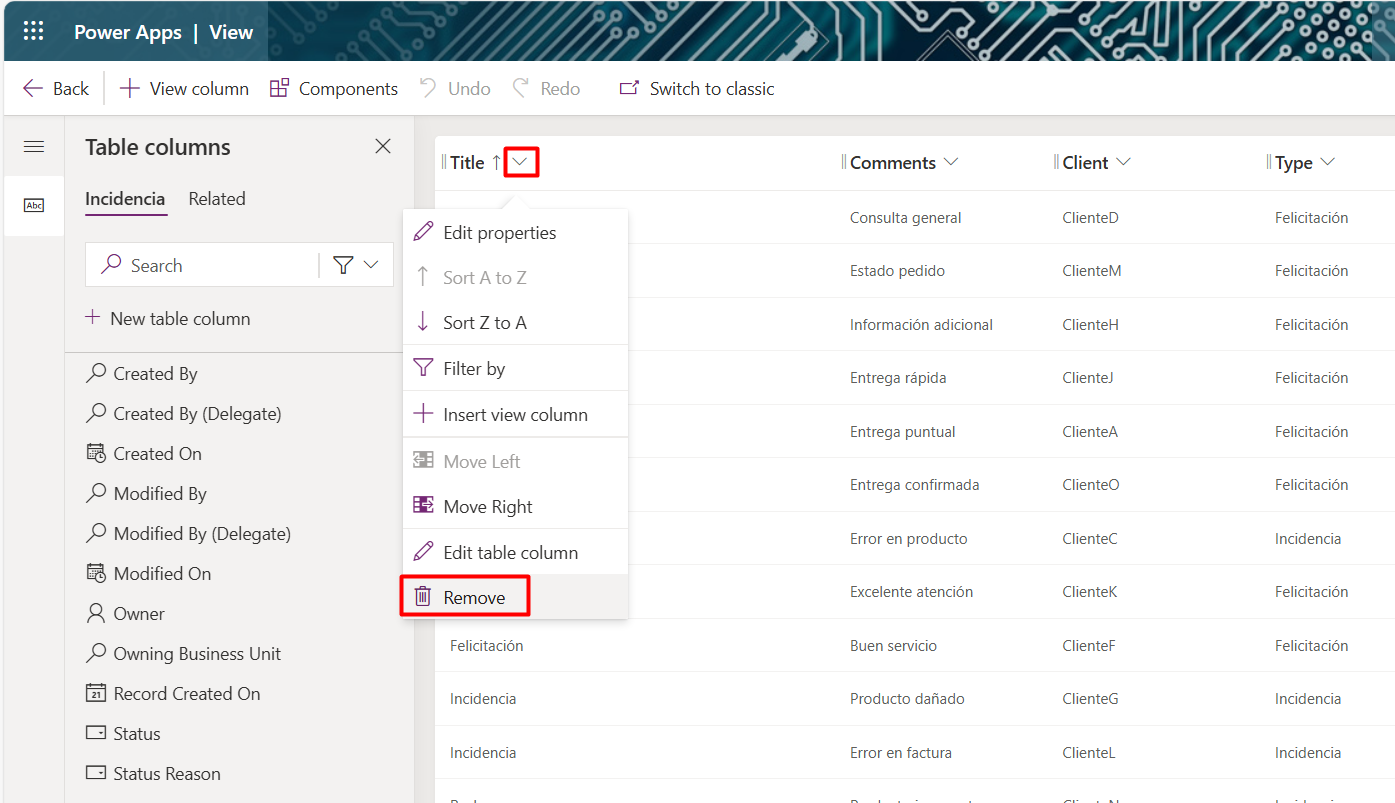 Power Apps | View
Back View column Components Undo Redo Switch to classic
Table columns
Incidencia Related
Abc
Search
New table column
Created By
Created By (Delegate)
Created On
Modified By
Modified By (Delegate)
Modified On
Owner
Owning Business Unit
21 Record Created On
Status
Status Reason
Edit properties
Sort A to Z
Sort Z to A
Filter by
Insert view column
Move Left
Move Right
Edit table column
Remove
Title Comments Client Type
Consulta general ClienteD Felicitación
Estado pedido ClienteM Felicitación
Información adicional ClienteH Felicitación
Entrega rápida ClienteJ Felicitación
Entrega puntual ClienteA Felicitación
Entrega confirmada ClienteO Felicitación
Error en producto ClienteC Incidencia
Excelente atención ClienteK Felicitación
Felicitación Buen servicio ClienteF Felicitación
Incidencia Producto dañado ClienteG Incidencia
Incidencia Error en factura ClienteL Incidencia